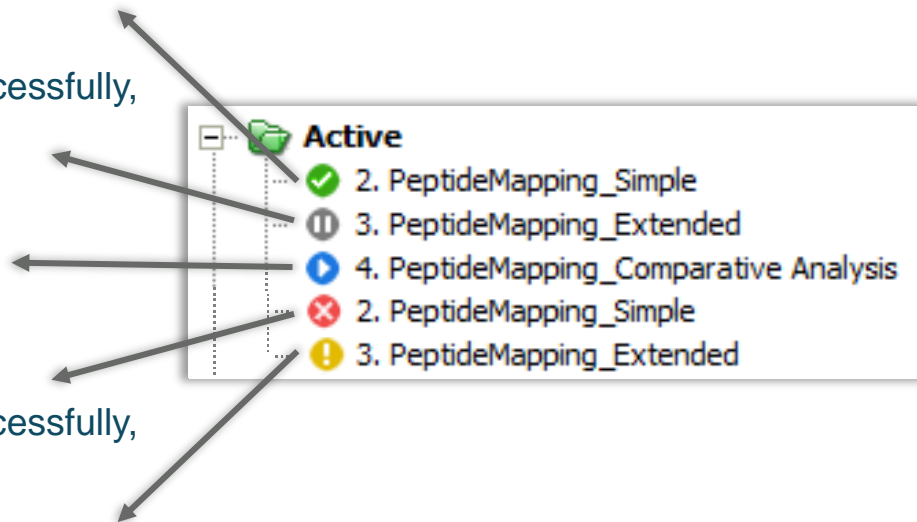 cessfully,
Active
2. PeptideMapping_Simple
3. PeptideMapping_Extended
4. PeptideMapping_Comparative Analysis
2. PeptideMapping_Simple
3. PeptideMapping_Extended
cessfully,